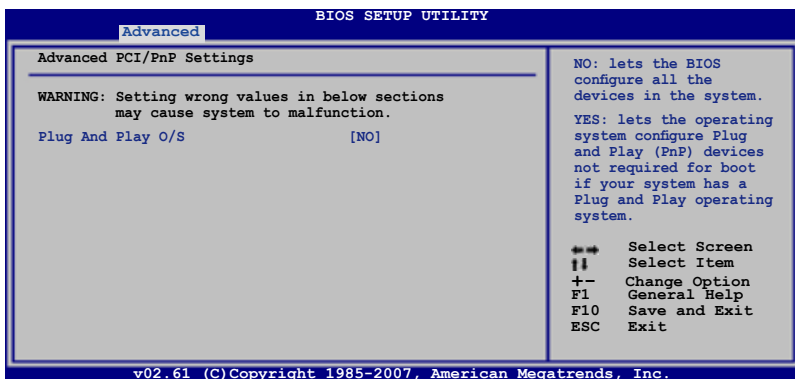 BIOS SETUP UTILITY
Advanced
Advanced PCI/PnP Settings
WARNING: Setting wrong values in below sections
may cause system to malfunction.
Plug And Play O/S [NO]
NO: lets the BIOS
configure all the
devices in the system.
YES: lets the operating
system configure Plug
and Play (PnP) devices
not required for boot
if your system has a
Plug and Play operating
system.
←→ Select Screen
↑↓ Select Item
+- Change Option
F1 General Help
F10 Save and Exit
ESC Exit
v02.61 (C)Copyright 1985-2007, American Megatrends, Inc.